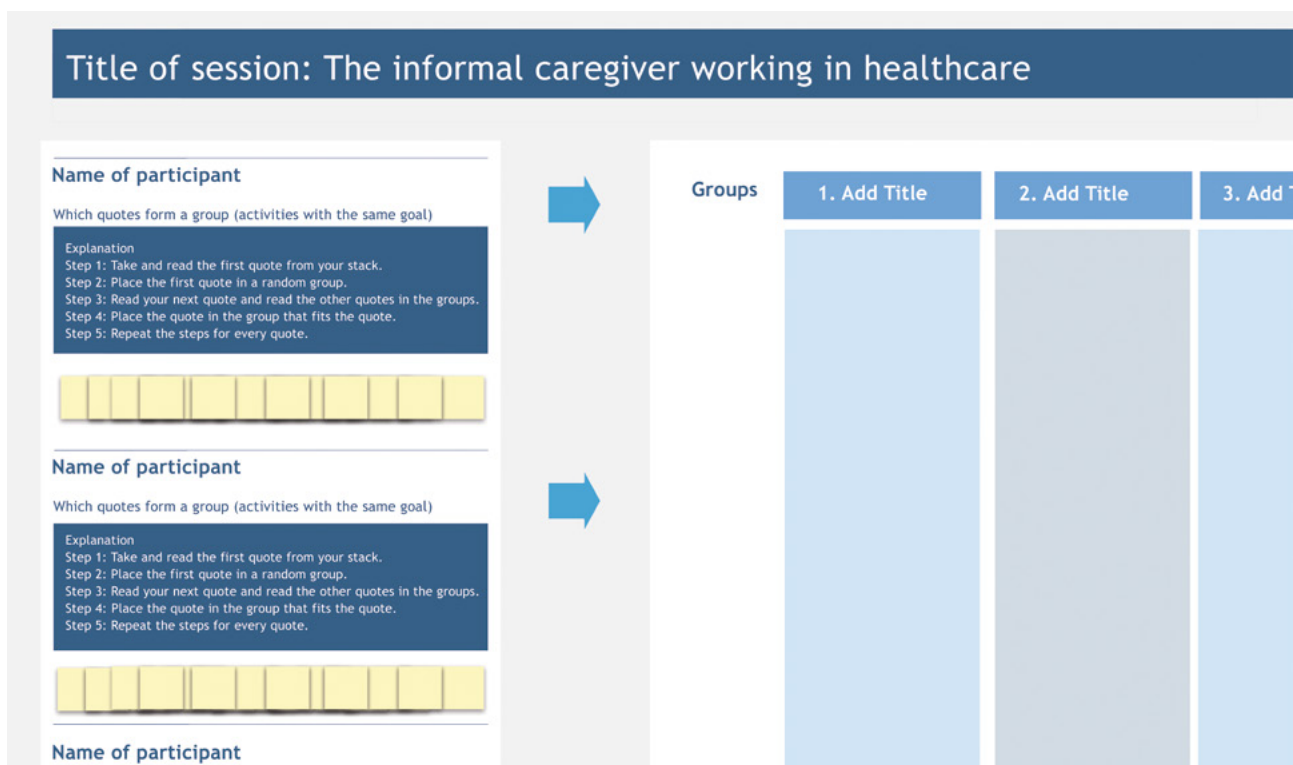 Title of session: The informal caregiver working in healthcare
Name of participant
Which quotes form a group (activities with the same goal)
Explanation
Step 1: Take and read the first quote from your stack.
Step 2: Place the first quote in a random group.
Step 3: Read your next quote and read the other quotes in the groups.
Step 4: Place the quote in the group that fits the quote.
Step 5: Repeat the steps for every quote.
Name of participant
Which quotes form a group (activities with the same goal)
Explanation
Step 1: Take and read the first quote from your stack.
Step 2: Place the first quote in a random group.
Step 3: Read your next quote and read the other quotes in the groups.
Step 4: Place the quote in the group that fits the quote.
Step 5: Repeat the steps for every quote.
Name of participant
Groups
1. Add Title
2. Add Title
3. Add